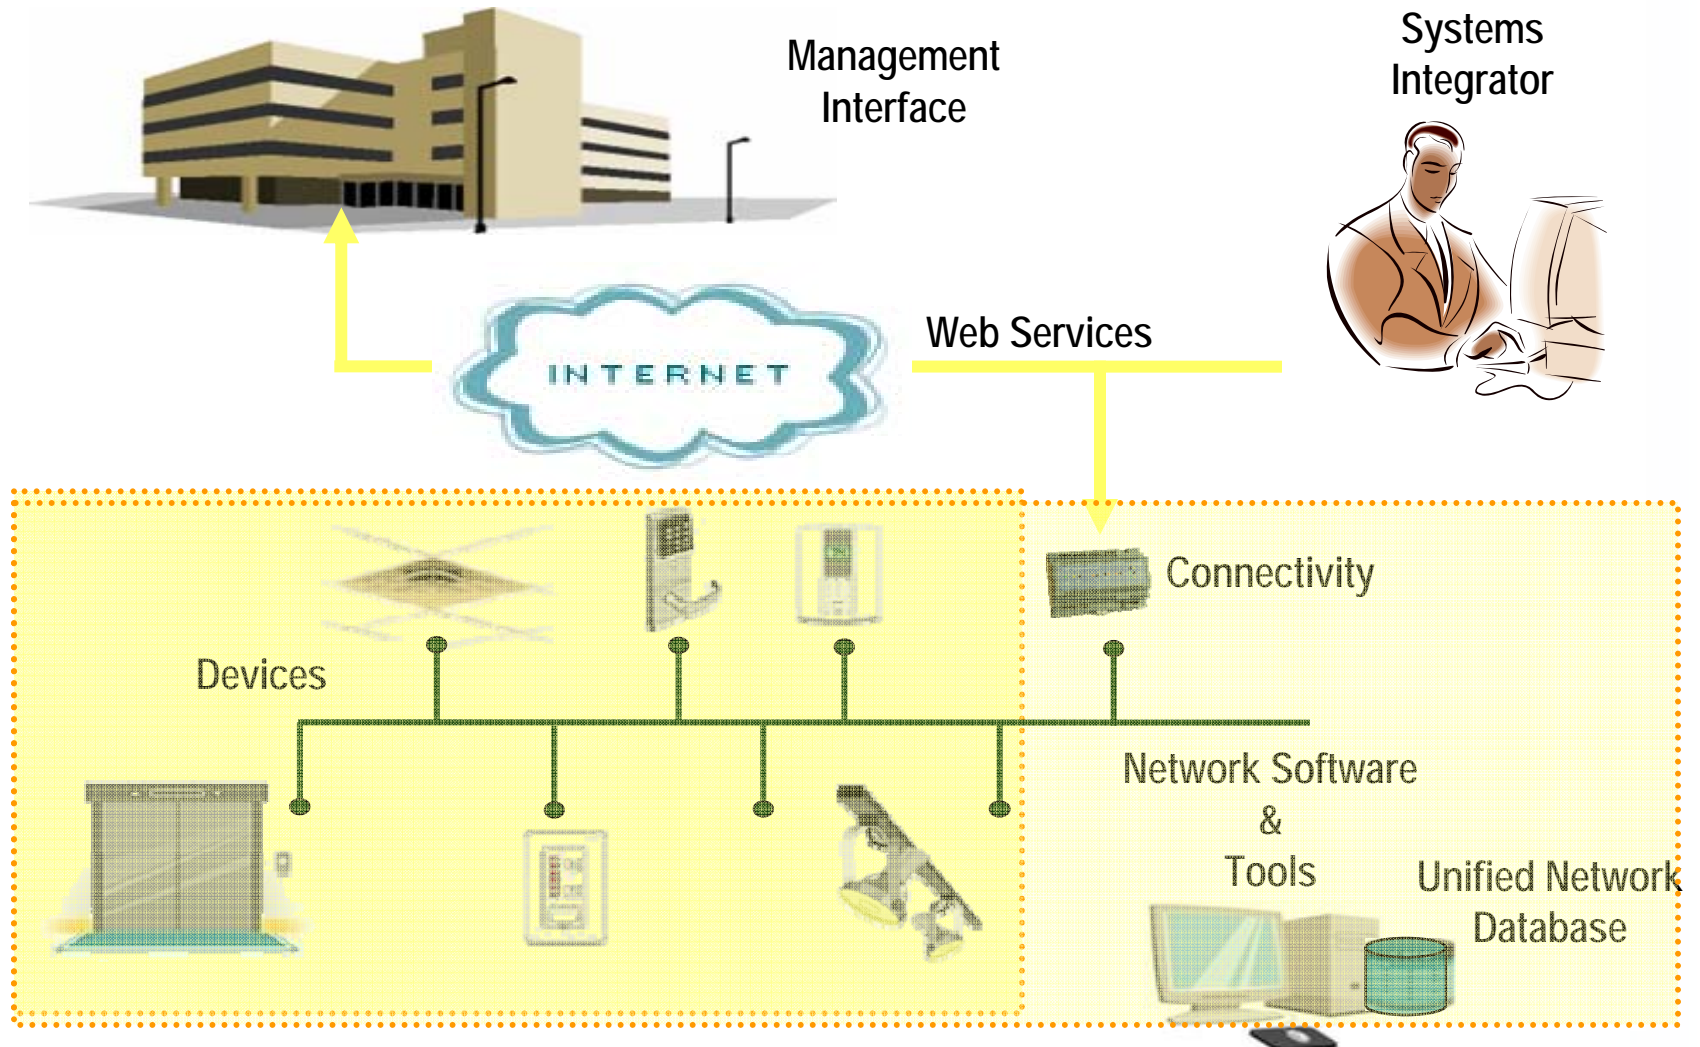 Management
Interface
Systems
Integrator
INTERNET
Web Services
Connectivity
Devices
Network Software
&
Tools
Unified Network
Database